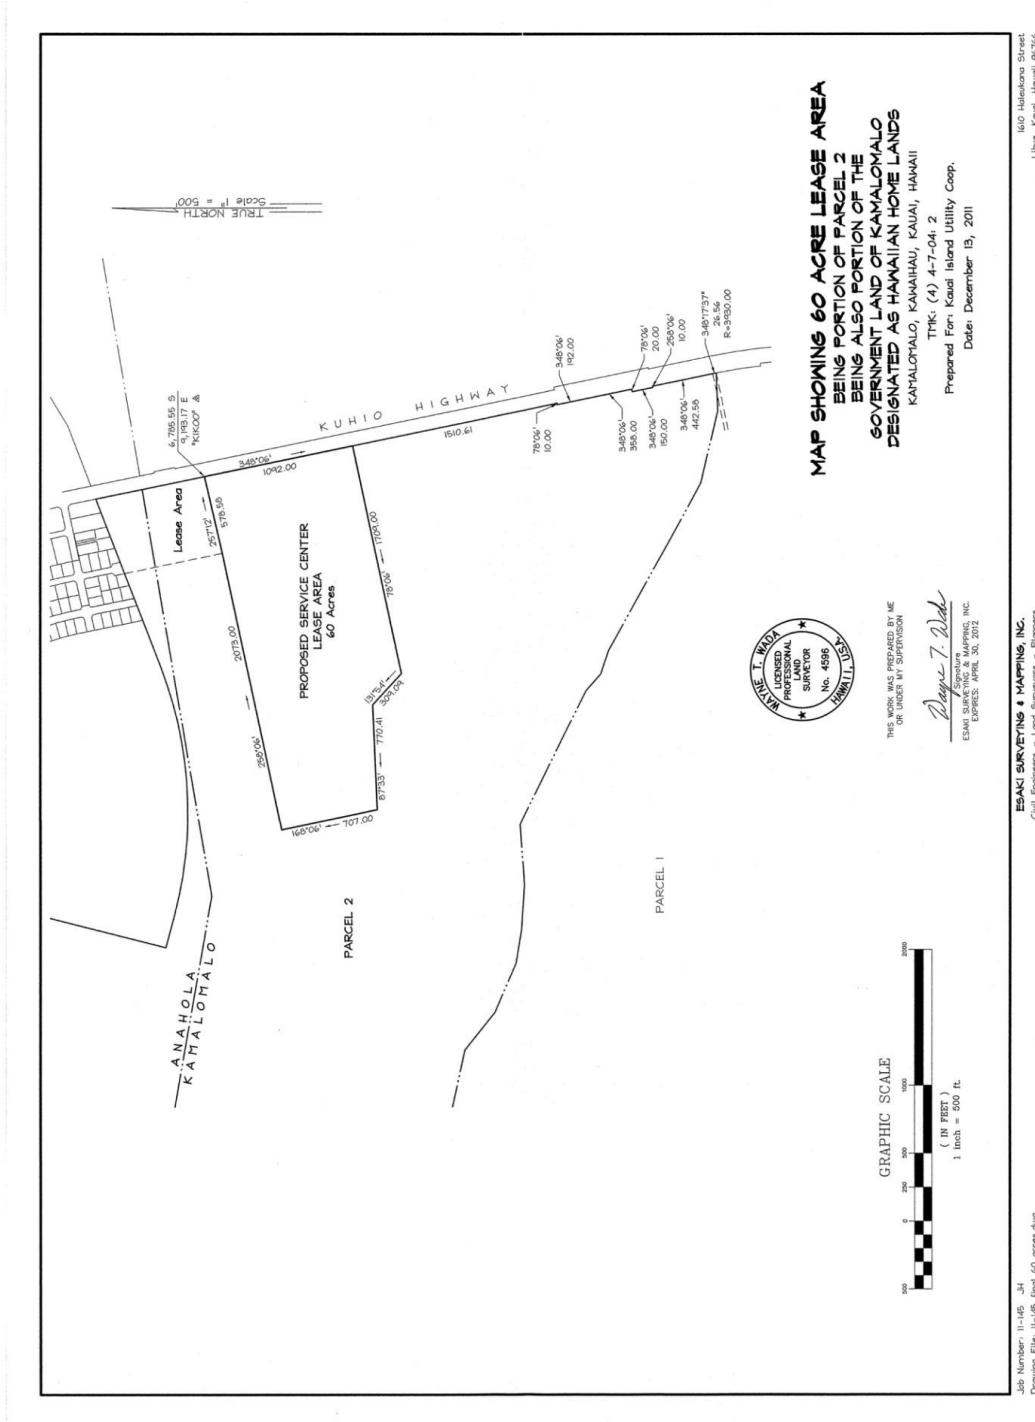 MAP SHOWING 60 ACRE LEASE AREA
BEING PORTION OF PARCEL 2
BEING ALSO PORTION OF THE
GOVERNMENT LAND OF KAMALOMALO
DESIGNATED AS HAWAIIAN HOME LANDS
KAMALOMALO, KAWAIHAU, KAUAI, HAWAII
TMK: (4) 4-7-04: 2
Prepared For: Kauai Island Utility Coop.
Date: December 13, 2011
TRUE NORTH
Scale 1" = 500'
6,785.55 S
9,193.17 E
"KIKOO" △
KUHIO HIGHWAY
Lease Area
257°12'
578.58
348°06'
1092.00
2073.00
258°06'
PROPOSED SERVICE CENTER
LEASE AREA
60 Acres
78°06'
1709.00
131°54'
309.09
87°33'
770.41
168°06'
707.00
1510.61
78°06'
10.00
348°06'
192.00
348°06'
358.00
78°06'
20.00
348°06'
150.00
258°06'
10.00
348°06'
442.58
348°17'37"
26.56
R=3930.00
ANAHOLA
KAMALOMALO
PARCEL 2
PARCEL 1
WAYNE T. WADA
LICENSED
PROFESSIONAL
LAND
SURVEYOR
No. 4596
HAWAII, U.S.A.
THIS WORK WAS PREPARED BY ME
OR UNDER MY SUPERVISION
Wayne T. Wada
Signature
ESAKI SURVEYING & MAPPING, INC.
EXPIRES: APRIL 30, 2012
GRAPHIC SCALE
500 0 250 500 1000 2000
( IN FEET )
1 inch = 500 ft.
Job Number: 11-145 JH
ESAKI SURVEYING & MAPPING, INC.
Civil Engineers - Land Surveyors - Planners
1610 Haleukana Street